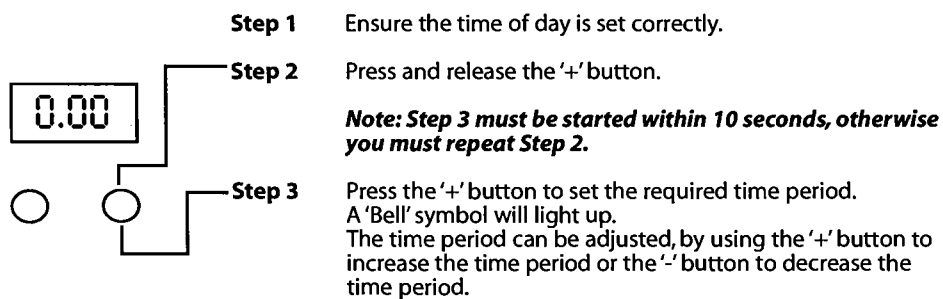 Step 1 Ensure the time of day is set correctly.
Step 2 Press and release the '+' button.
0.00
Note: Step 3 must be started within 10 seconds, otherwise
you must repeat Step 2.
Step 3 Press the '+' button to set the required time period.
A 'Bell' symbol will light up.
The time period can be adjusted, by using the '+' button to
increase the time period or the '-' button to decrease the
time period.